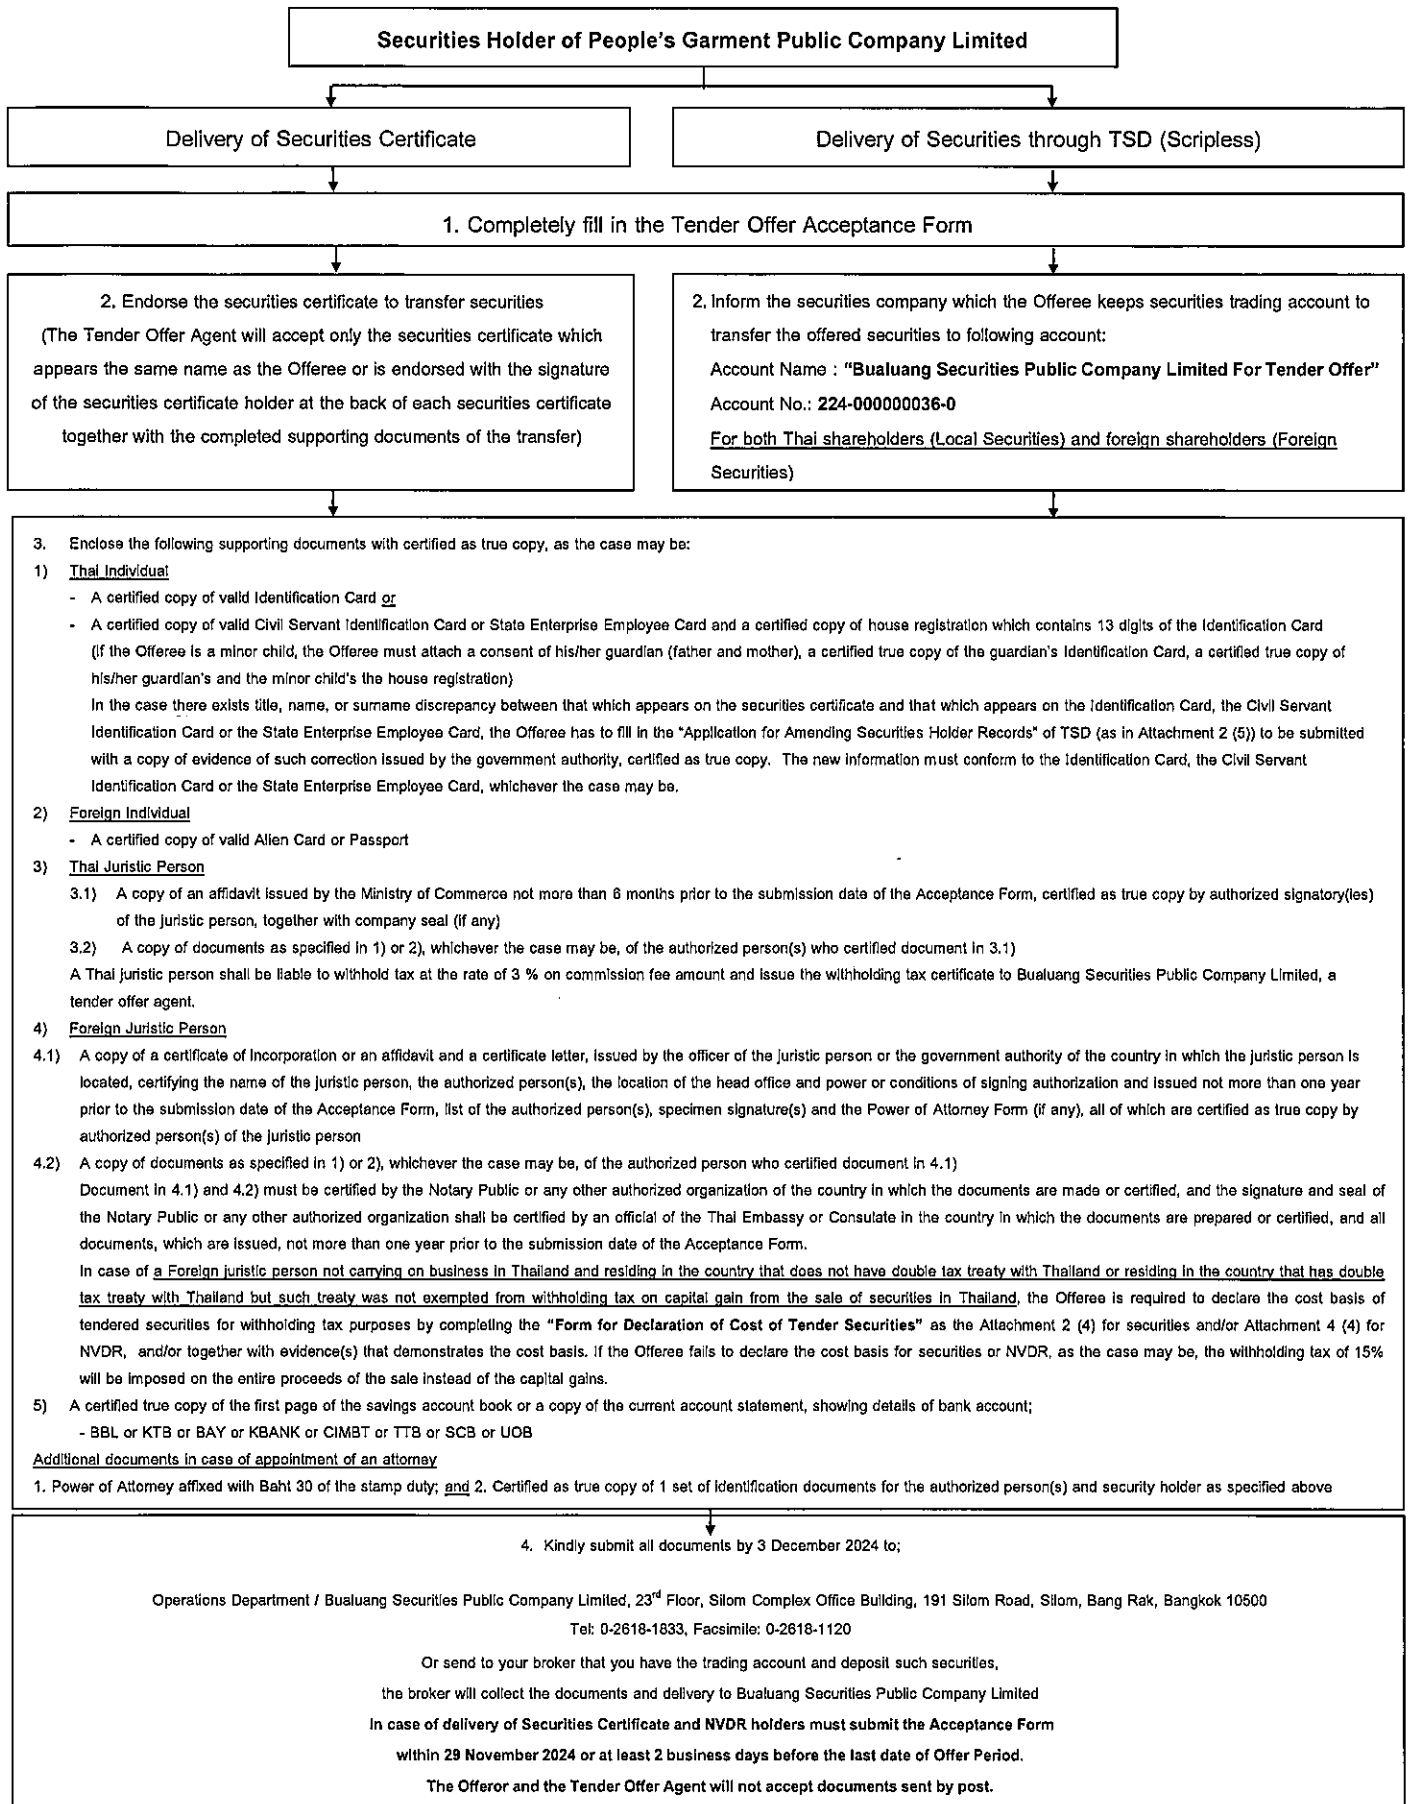 Securities Holder of People's Garment Public Company Limited
Delivery of Securities Certificate
Delivery of Securities through TSD (Scripless)
1. Completely fill in the Tender Offer Acceptance Form
2. Endorse the securities certificate to transfer securities
(The Tender Offer Agent will accept only the securities certificate which
appears the same name as the Offeree or is endorsed with the signature
of the securities certificate holder at the back of each securities certificate
together with the completed supporting documents of the transfer)
2. Inform the securities company which the Offeree keeps securities trading account to
transfer the offered securities to following account:
Account Name : "Bualuang Securities Public Company Limited For Tender Offer"
Account No.: 224-000000036-0
For both Thai shareholders (Local Securities) and foreign shareholders (Foreign
Securities)
3. Enclose the following supporting documents with certified as true copy, as the case may be:
1) Thai Individual
- A certified copy of valid Identification Card or
- A certified copy of valid Civil Servant Identification Card or State Enterprise Employee Card and a certified copy of house registration which contains 13 digits of the Identification Card
(If the Offeree is a minor child, the Offeree must attach a consent of his/her guardian (father and mother), a certified true copy of the guardian's Identification Card, a certified true copy of
his/her guardian's and the minor child's the house registration)
In the case there exists title, name, or surname discrepancy between that which appears on the securities certificate and that which appears on the Identification Card, the Civil Servant
Identification Card or the State Enterprise Employee Card, the Offeree has to fill in the "Application for Amending Securities Holder Records" of TSD (as in Attachment 2 (5)) to be submitted
with a copy of evidence of such correction issued by the government authority, certified as true copy. The new information must conform to the Identification Card, the Civil Servant
Identification Card or the State Enterprise Employee Card, whichever the case may be.
2) Foreign Individual
- A certified copy of valid Alien Card or Passport
3) Thai Juristic Person
3.1) A copy of an affidavit issued by the Ministry of Commerce not more than 6 months prior to the submission date of the Acceptance Form, certified as true copy by authorized signatory(ies)
of the juristic person, together with company seal (if any)
3.2) A copy of documents as specified in 1) or 2), whichever the case may be, of the authorized person(s) who certified document in 3.1)
A Thai juristic person shall be liable to withhold tax at the rate of 3 % on commission fee amount and issue the withholding tax certificate to Bualuang Securities Public Company Limited, a
tender offer agent.
4) Foreign Juristic Person
4.1) A copy of a certificate of Incorporation or an affidavit and a certificate letter, issued by the officer of the juristic person or the government authority of the country in which the juristic person is
located, certifying the name of the juristic person, the authorized person(s), the location of the head office and power or conditions of signing authorization and issued not more than one year
prior to the submission date of the Acceptance Form, list of the authorized person(s), specimen signature(s) and the Power of Attorney Form (if any), all of which are certified as true copy by
authorized person(s) of the juristic person
4.2) A copy of documents as specified in 1) or 2), whichever the case may be, of the authorized person who certified document in 4.1)
Document in 4.1) and 4.2) must be certified by the Notary Public or any other authorized organization of the country in which the documents are made or certified, and the signature and seal of
the Notary Public or any other authorized organization shall be certified by an official of the Thai Embassy or Consulate in the country in which the documents are prepared or certified, and all
documents, which are issued, not more than one year prior to the submission date of the Acceptance Form.
In case of a Foreign juristic person not carrying on business in Thailand and residing in the country that does not have double tax treaty with Thailand or residing in the country that has double
tax treaty with Thailand but such treaty was not exempted from withholding tax on capital gain from the sale of securities in Thailand, the Offeree is required to declare the cost basis of
tendered securities for withholding tax purposes by completing the "Form for Declaration of Cost of Tender Securities" as the Attachment 2 (4) for securities and/or Attachment 4 (4) for
NVDR, and/or together with evidence(s) that demonstrates the cost basis. If the Offeree fails to declare the cost basis for securities or NVDR, as the case may be, the withholding tax of 15%
will be imposed on the entire proceeds of the sale instead of the capital gains.
5) A certified true copy of the first page of the savings account book or a copy of the current account statement, showing details of bank account;
- BBL or KTB or BAY or KBANK or CIMBT or TTB or SCB or UOB
Additional documents in case of appointment of an attorney
1. Power of Attorney affixed with Baht 30 of the stamp duty; and 2. Certified as true copy of 1 set of identification documents for the authorized person(s) and security holder as specified above
4. Kindly submit all documents by 3 December 2024 to;
Operations Department / Bualuang Securities Public Company Limited, 23rd Floor, Silom Complex Office Building, 191 Silom Road, Silom, Bang Rak, Bangkok 10500
Tel: 0-2618-1833, Facsimile: 0-2618-1120
Or send to your broker that you have the trading account and deposit such securities,
the broker will collect the documents and delivery to Bualuang Securities Public Company Limited
In case of delivery of Securities Certificate and NVDR holders must submit the Acceptance Form
within 29 November 2024 or at least 2 business days before the last date of Offer Period.
The Offeror and the Tender Offer Agent will not accept documents sent by post.